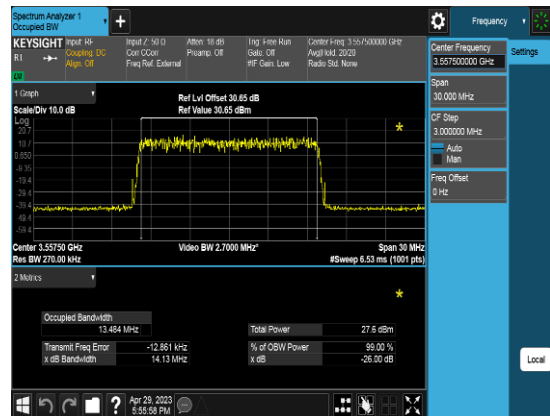 Spectrum Analyzer 1
Occupied BW
Frequency
KEYSIGHT
R1
LW
Input: RF
Coupling: DC
Align: Off
Input Z: 50 Ω
Corr CCorr
Freq Ref: External
Atten: 18 dB
Preamp: Off
Trig: Free Run
Gate: Off
#IF Gain: Low
Center Freq: 3.557500000 GHz
Avg|Hold: 20/20
Radio Std: None
Center Frequency
3.557500000 GHz
Settings
Span
30.000 MHz
CF Step
3.000000 MHz
Auto
Man
Freq Offset
0 Hz
1 Graph
Scale/Div 10.0 dB
Ref Lvl Offset 30.65 dB
Ref Value 30.65 dBm
Log
20.7
10.7
0.650
-9.35
-19.4
-29.4
-39.4
-49.4
-59.4
Center 3.55750 GHz
Res BW 270.00 kHz
Video BW 2.7000 MHz*
Span 30 MHz
#Sweep 6.53 ms (1001 pts)
2 Metrics
Occupied Bandwidth
13.484 MHz
Total Power 27.6 dBm
Transmit Freq Error -12.861 kHz
% of OBW Power 99.00 %
x dB Bandwidth 14.13 MHz
x dB -26.00 dB
Local
Apr 29, 2023
5:55:58 PM